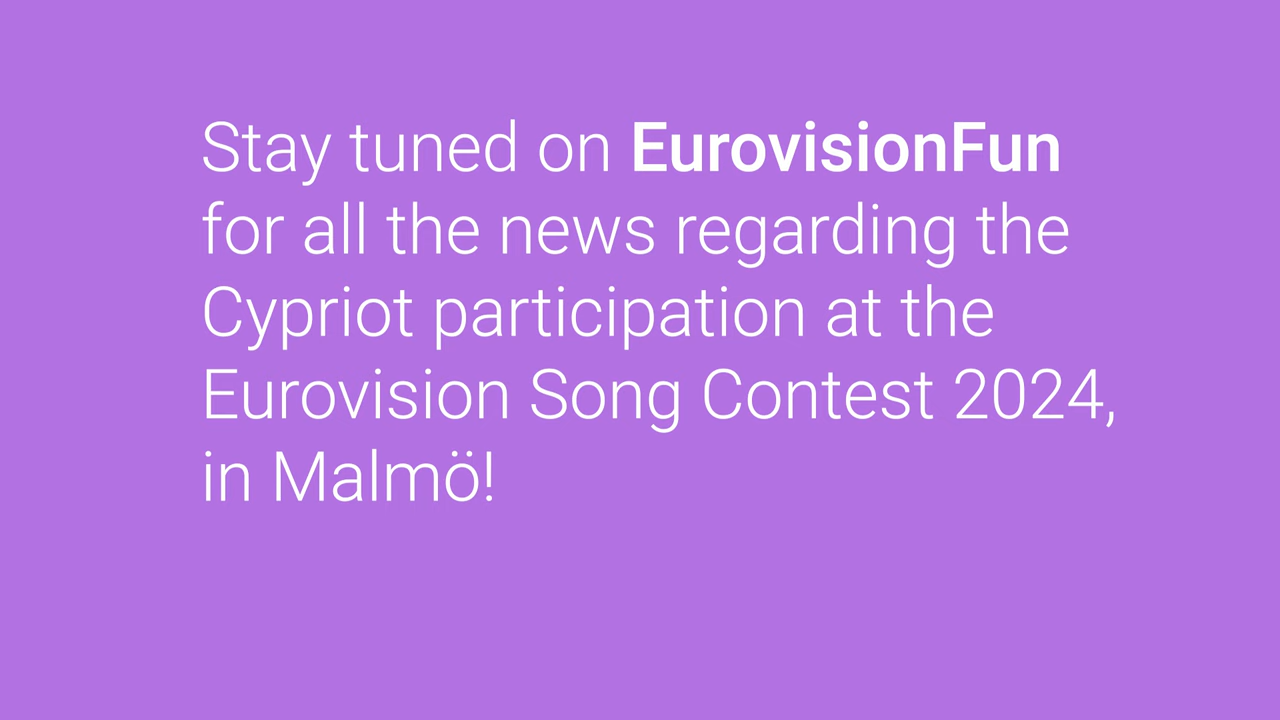 Stay tuned on EurovisionFun
for all the news regarding the
Cypriot participation at the
Eurovision Song Contest 2024,
in Malmö!